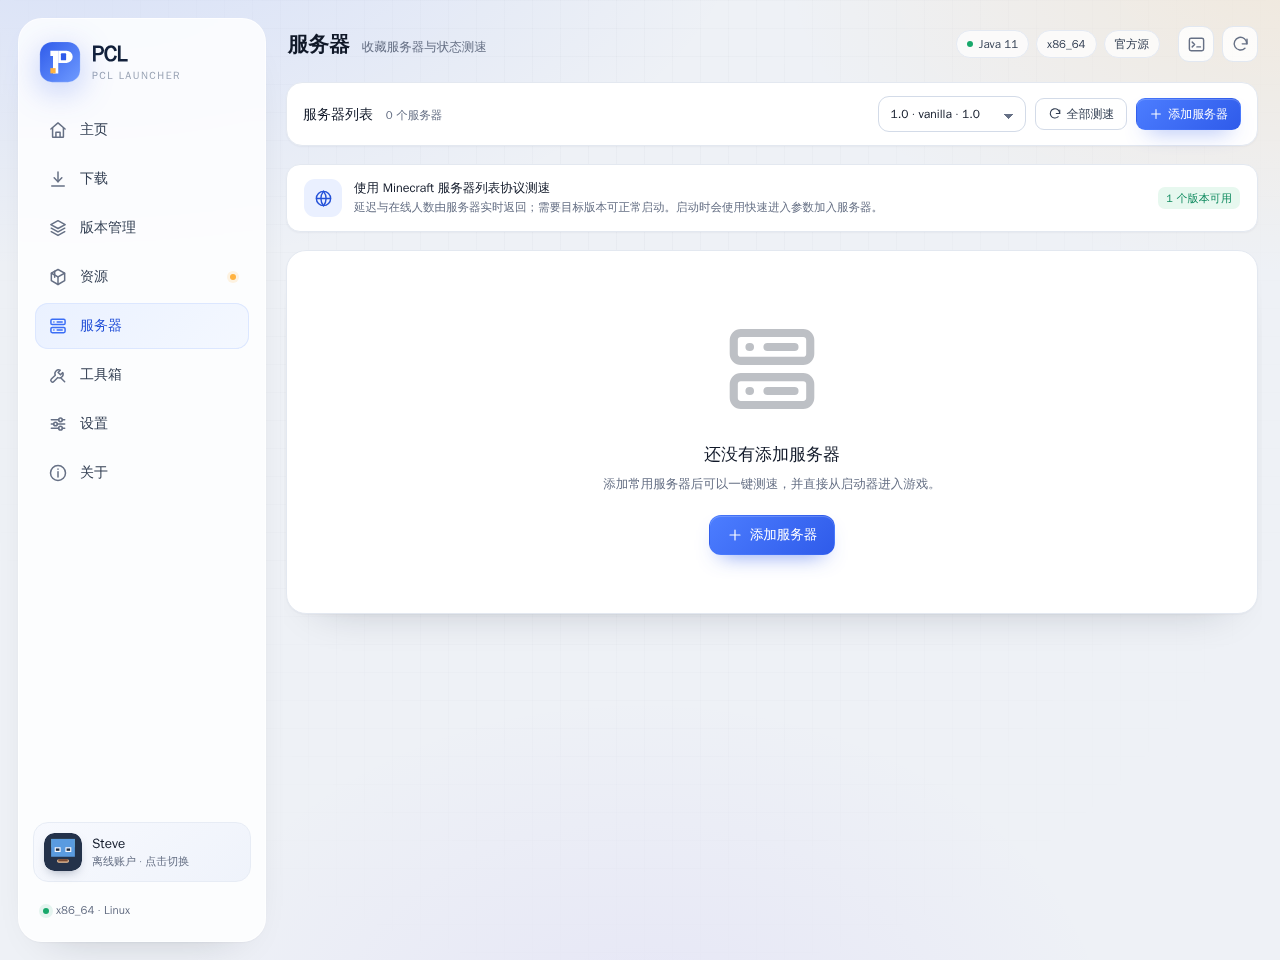 PCL
PCL LAUNCHER
主页
下载
版本管理
资源
服务器
工具箱
设置
关于
Steve
离线账户 · 点击切换
x86_64 · Linux
服务器 收藏服务器与状态测速
Java 11 x86_64 官方源
服务器列表 0 个服务器
1.0 · vanilla · 1.0 全部测速 添加服务器
使用 Minecraft 服务器列表协议测速
延迟与在线人数由服务器实时返回；需要目标版本可正常启动。启动时会使用快速进入参数加入服务器。
1 个版本可用
还没有添加服务器
添加常用服务器后可以一键测速，并直接从启动器进入游戏。
添加服务器